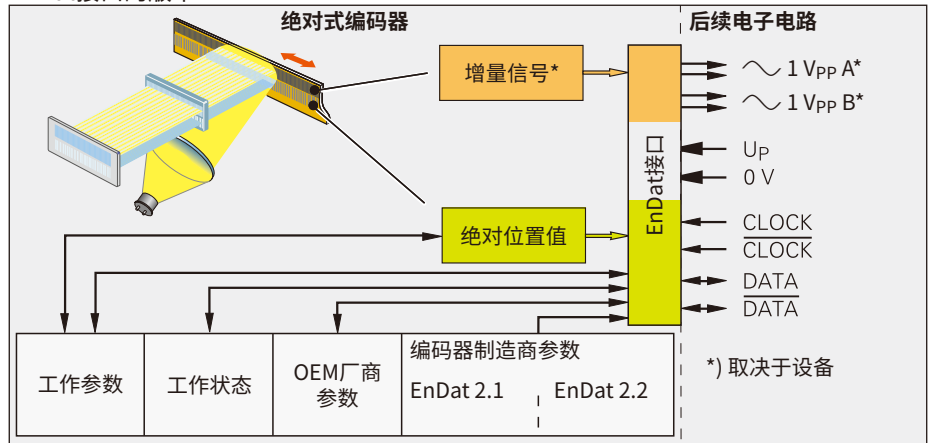 绝对式编码器
后续电子电路
增量信号*
1 VPP A*
1 VPP B*
EnDat接口
UP
0 V
绝对位置值
CLOCK
CLOCK
DATA
DATA
工作参数
工作状态
OEM厂商
参数
编码器制造商参数
EnDat 2.1
EnDat 2.2
*) 取决于设备